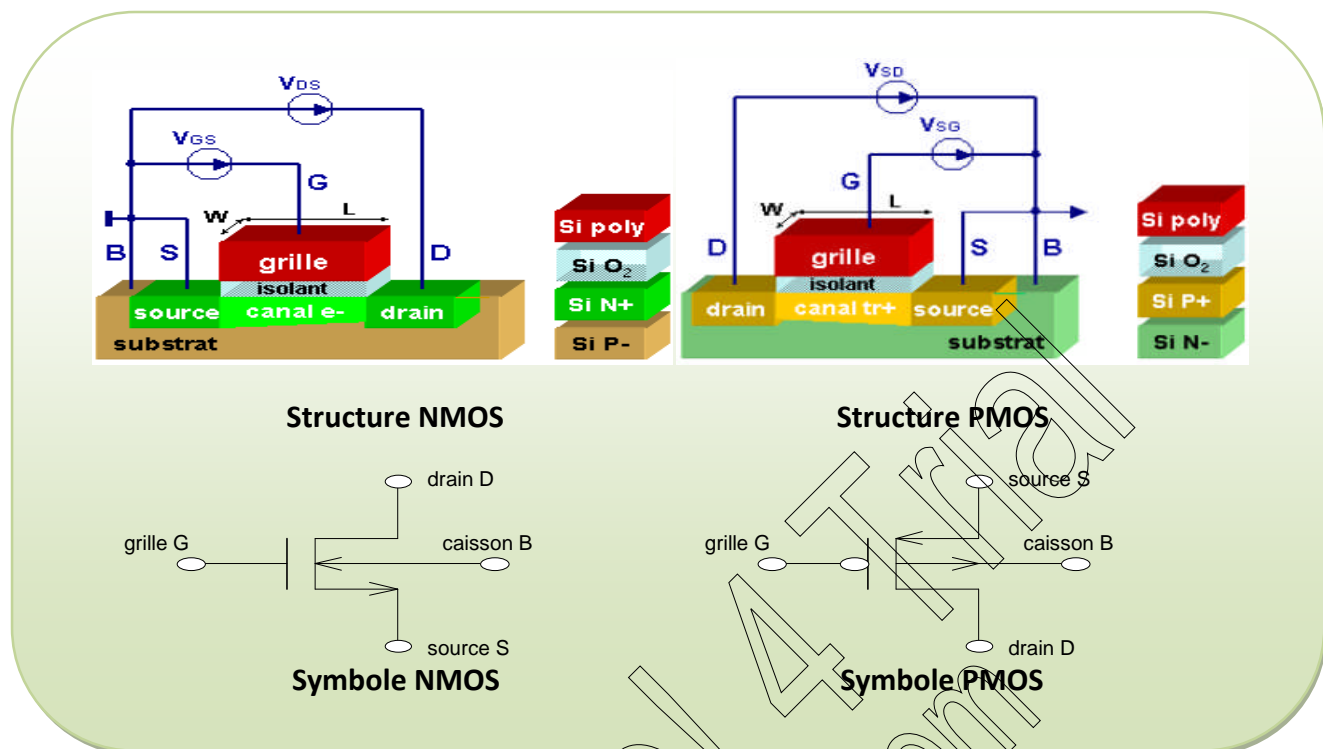 VDS
VGS
G
W
L
B
S
D
grille
isolant
source
canal e-
drain
substrat
Si poly
Si O2
Si N+
Si P-
VSD
VSG
G
W
L
D
S
B
grille
isolant
drain
canal tr+
source
substrat
Si poly
Si O2
Si P+
Si N-
Structure NMOS
Structure PMOS
drain D
grille G
caisson B
source S
Symbole NMOS
source S
grille G
caisson B
drain D
Symbole PMOS
4 Trial